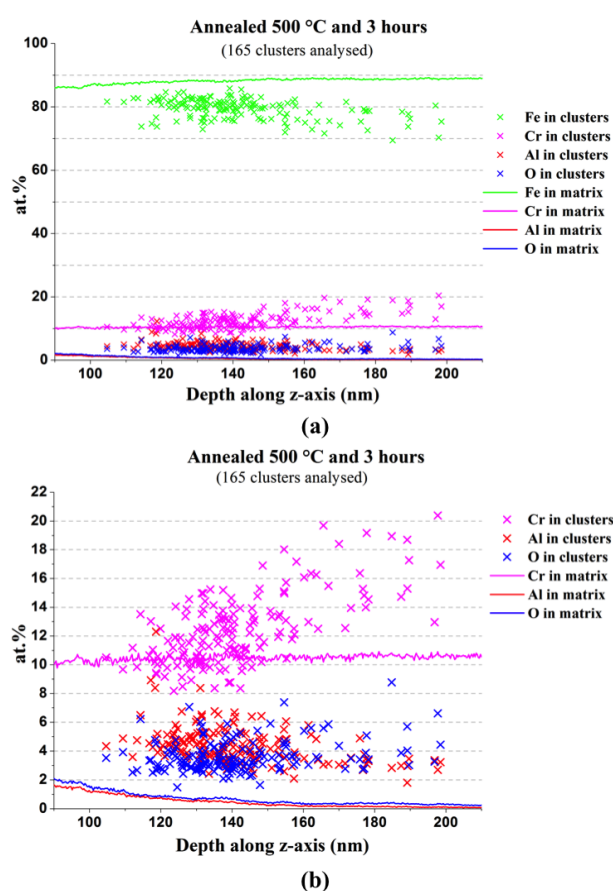 Annealed 500 °C and 3 hours
(165 clusters analysed)
100
80
60
40
20
0
at.%
100
120
140
160
180
200
Depth along z-axis (nm)
Fe in clusters
Cr in clusters
Al in clusters
O in clusters
Fe in matrix
Cr in matrix
Al in matrix
O in matrix
(a)
Annealed 500 °C and 3 hours
(165 clusters analysed)
22
20
18
16
14
12
10
8
6
4
2
0
at.%
100
120
140
160
180
200
Depth along z-axis (nm)
Cr in clusters
Al in clusters
O in clusters
Cr in matrix
Al in matrix
O in matrix
(b)